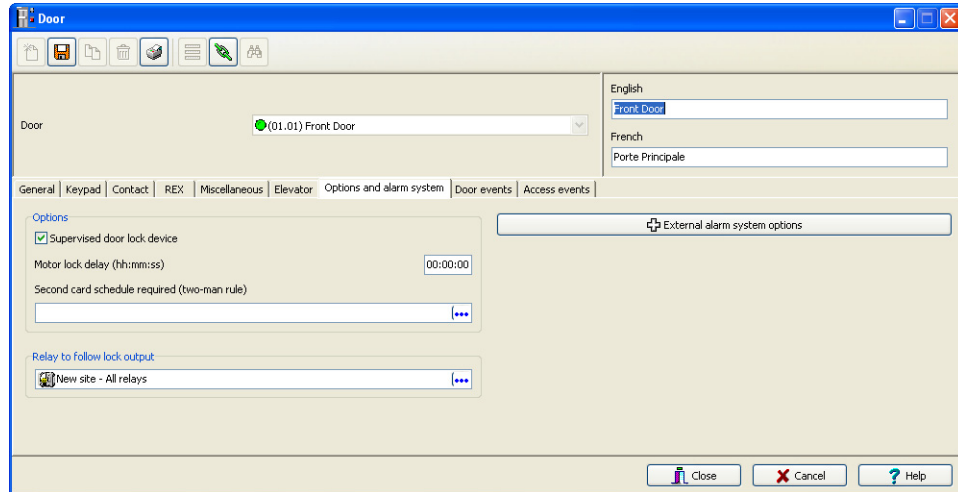 Door
English
Front Door
Door
(01.01) Front Door
French
Porte Principale
General
Keypad
Contact
REX
Miscellaneous
Elevator
Options and alarm system
Door events
Access events
Options
External alarm system options
Supervised door lock device
Motor lock delay (hh:mm:ss)
00:00:00
Second card schedule required (two-man rule)
Relay to follow lock output
New site - All relays
Close
Cancel
Help